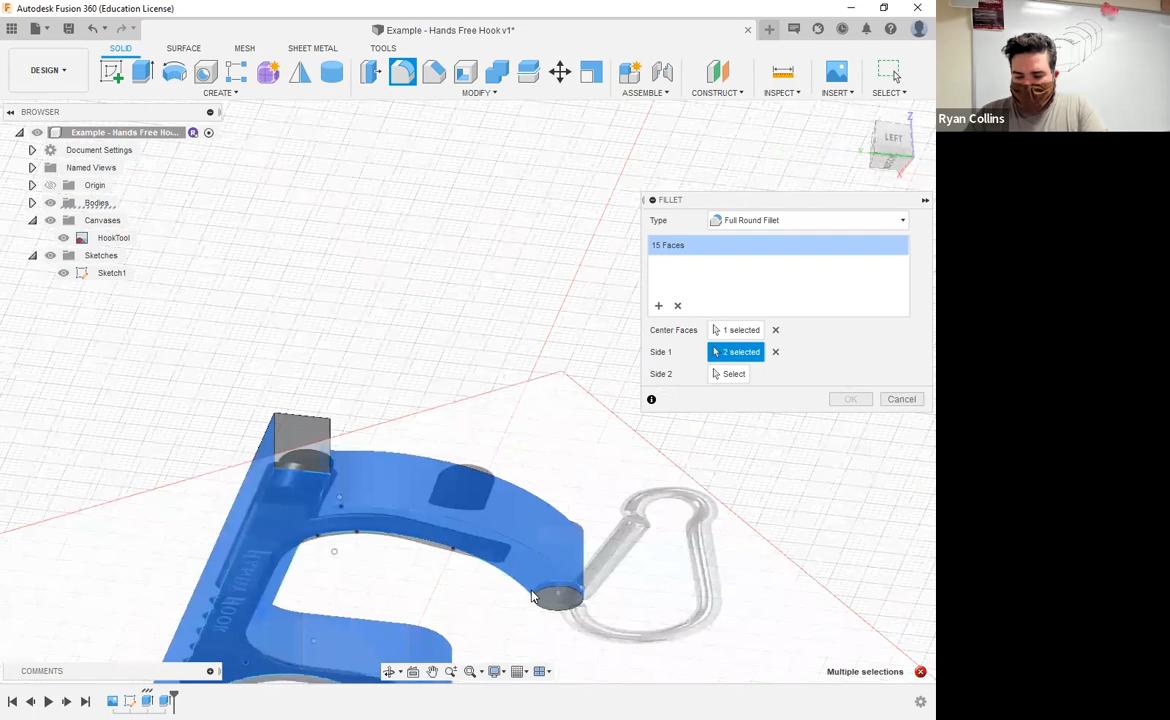 Autodesk Fusion 360 (Education License)
Example - Hands Free Hook v1*
SOLID SURFACE MESH SHEET METAL TOOLS
DESIGN
CREATE MODIFY ASSEMBLE CONSTRUCT INSPECT INSERT SELECT
BROWSER
Example - Hands Free Hoo...
Document Settings
Named Views
Origin
Bodies
Canvases
HookTool
Sketches
Sketch1
Z
LEFT
X
Ryan Collins
FILLET
Type Full Round Fillet
15 Faces
Center Faces 1 selected
Side 1 2 selected
Side 2 Select
OK Cancel
HANDY HOOK
COMMENTS
Multiple selections